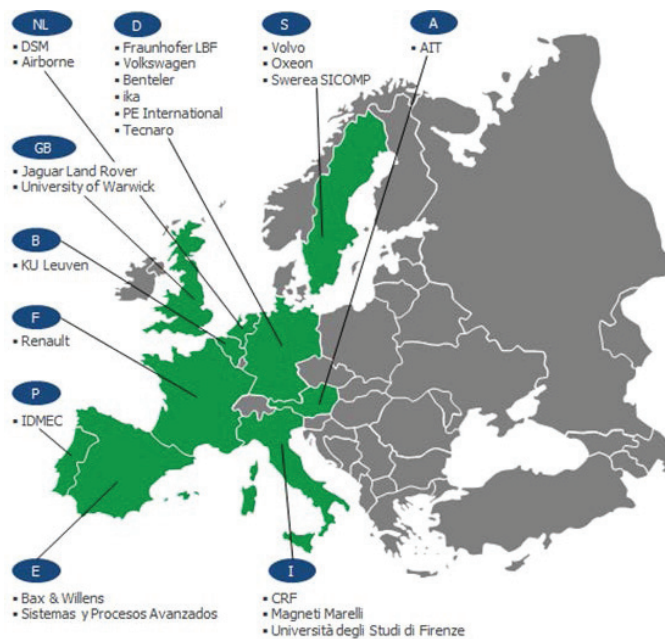 NL
▪ DSM
▪ Airborne
D
▪ Fraunhofer LBF
▪ Volkswagen
▪ Benteler
▪ ika
▪ PE International
▪ Tecnaro
S
▪ Volvo
▪ Oxeon
▪ Swerea SICOMP
A
▪ AIT
GB
▪ Jaguar Land Rover
▪ University of Warwick
B
▪ KU Leuven
F
▪ Renault
P
▪ IDMEC
E
▪ Bax & Willens
▪ Sistemas y Procesos Avanzados
I
▪ CRF
▪ Magneti Marelli
▪ Università degli Studi di Firenze